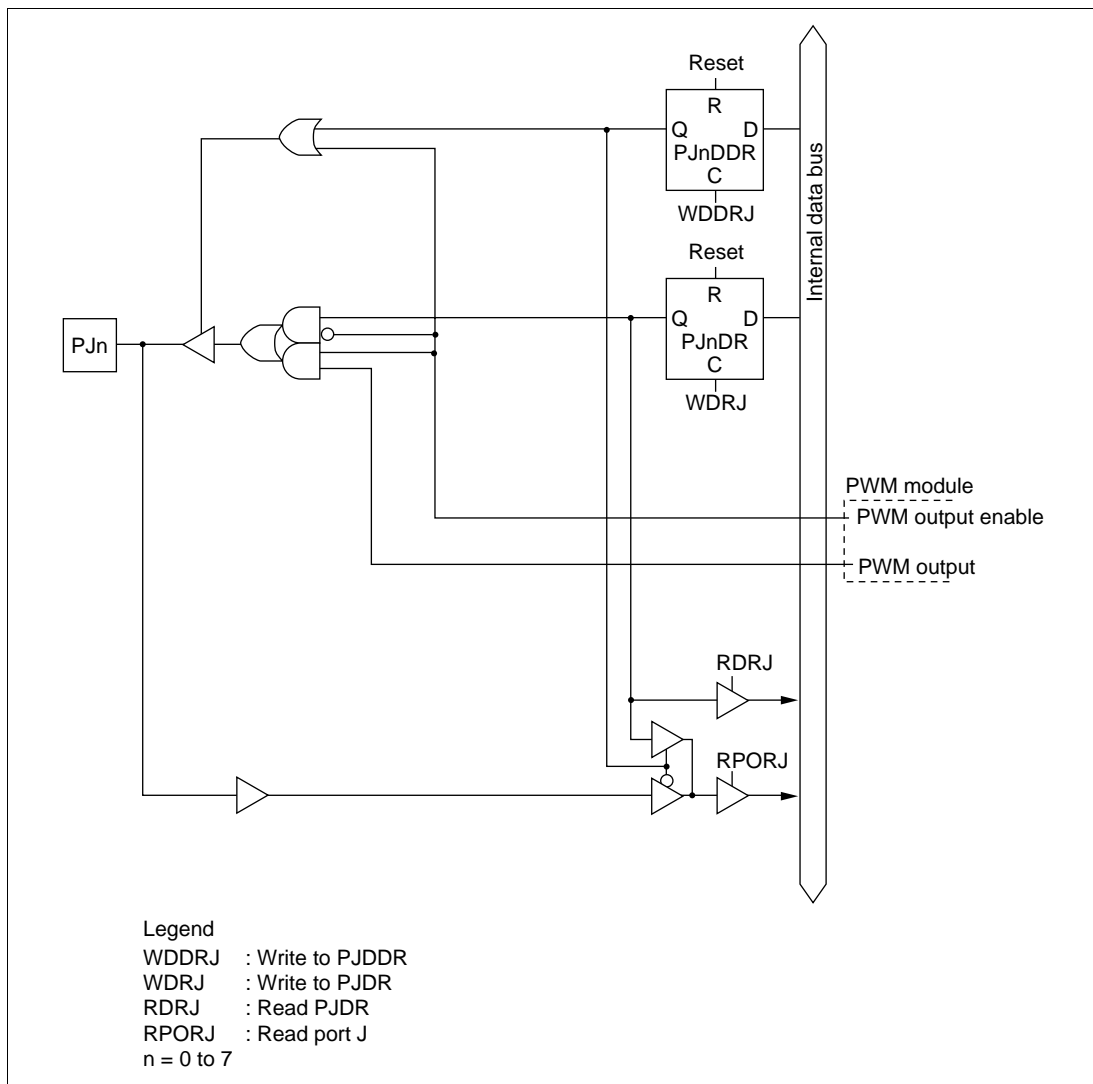 Reset
R
Q D
PJnDDR
C
WDDRJ
Internal data bus
Reset
R
Q D
PJnDR
C
WDRJ
PJn
PWM module
PWM output enable
PWM output
RDRJ
RPORJ
Legend
WDDRJ : Write to PJDDR
WDRJ : Write to PJDR
RDRJ : Read PJDR
RPORJ : Read port J
n = 0 to 7